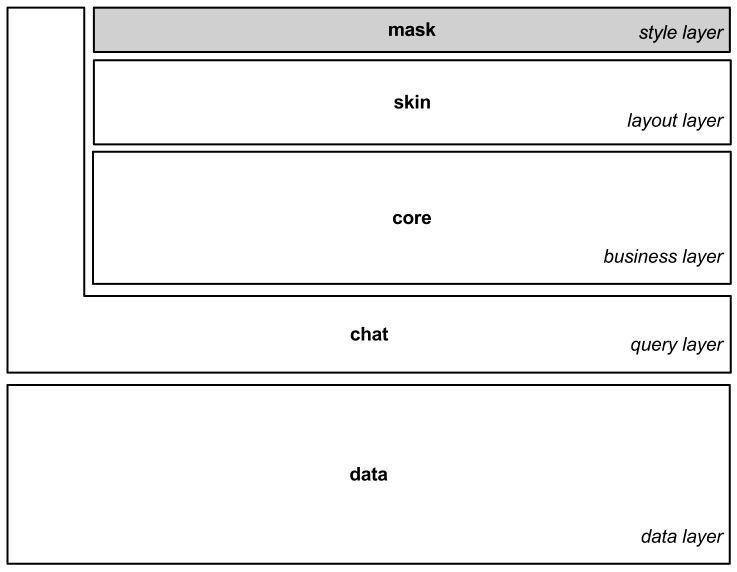 mask
style layer
skin
layout layer
core
business layer
chat
query layer
data
data layer